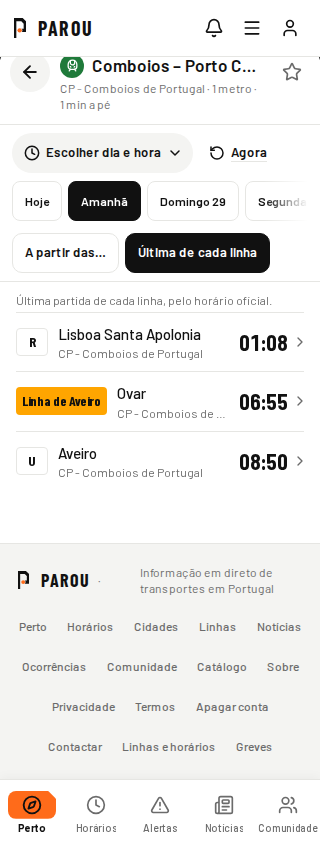 PAROU
Comboios – Porto C...
CP - Comboios de Portugal · 1 metro ·
1 min a pé
Escolher dia e hora
Agora
Hoje
Amanhã
Domingo 29
Segunda
A partir das...
Última de cada linha
Última partida de cada linha, pelo horário oficial.
R
Lisboa Santa Apolonia
CP - Comboios de Portugal
01:08
Linha de Aveiro
Ovar
CP - Comboios de ...
06:55
U
Aveiro
CP - Comboios de Portugal
08:50
PAROU ·
Informação em direto de
transportes em Portugal
Perto Horários Cidades Linhas Notícias
Ocorrências Comunidade Catálogo Sobre
Privacidade Termos Apagar conta
Contactar Linhas e horários Greves
Perto Horários Alertas Notícias Comunidade